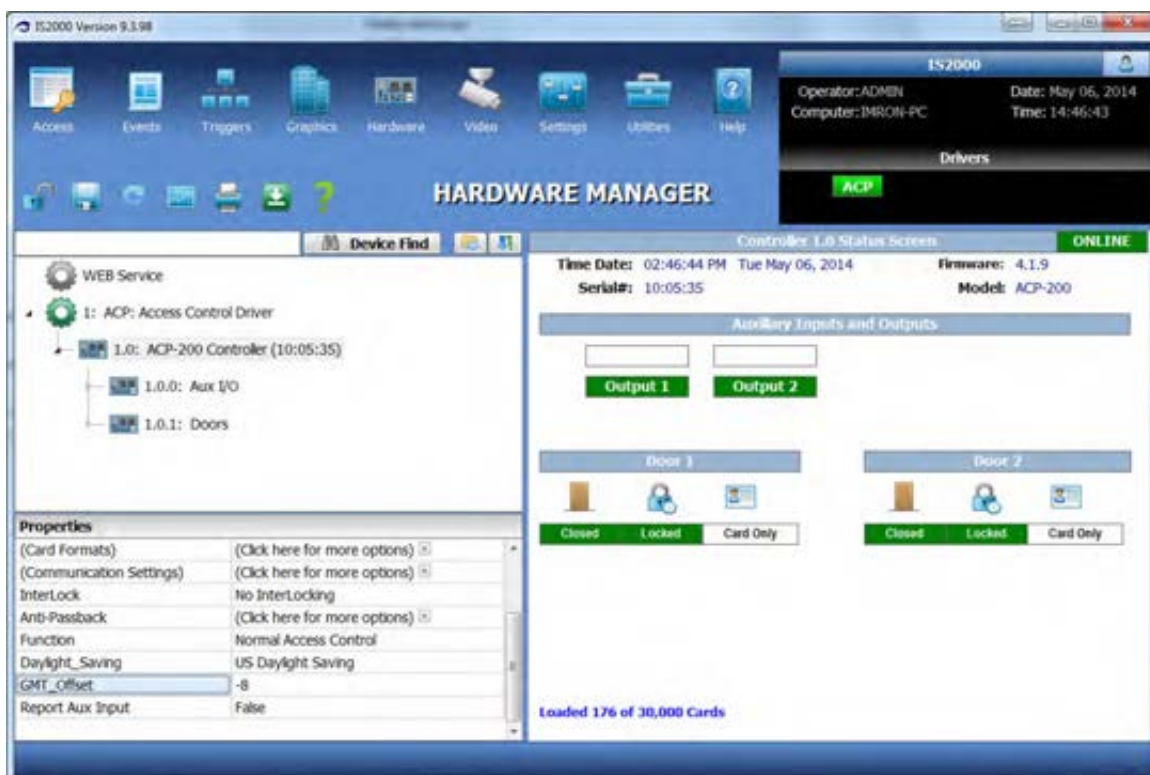 IS2000 Version 9.3.98
IS2000
Operator:ADMIN
Date: May 06, 2014
Computer:IMRON-PC
Time: 14:46:43
Drivers
ACP
Access
Events
Triggers
Graphics
Hardware
Video
Settings
Utilities
Help
HARDWARE MANAGER
Device Find
WEB Service
1: ACP: Access Control Driver
1.0: ACP-200 Controller (10:05:35)
1.0.0: Aux I/O
1.0.1: Doors
Properties
(Card Formats) (Click here for more options)
(Communication Settings) (Click here for more options)
InterLock No InterLocking
Anti-Passback (Click here for more options)
Function Normal Access Control
Daylight_Saving US Daylight Saving
GMT_Offset -8
Report Aux Input False
Controller 1.0 Status Screen
ONLINE
Time Date: 02:46:44 PM Tue May 06, 2014
Firmware: 4.1.9
Serial#: 10:05:35
Model: ACP-200
Auxiliary Inputs and Outputs
Output 1
Output 2
Door 1
Door 2
Closed Locked Card Only
Closed Locked Card Only
Loaded 176 of 30,000 Cards